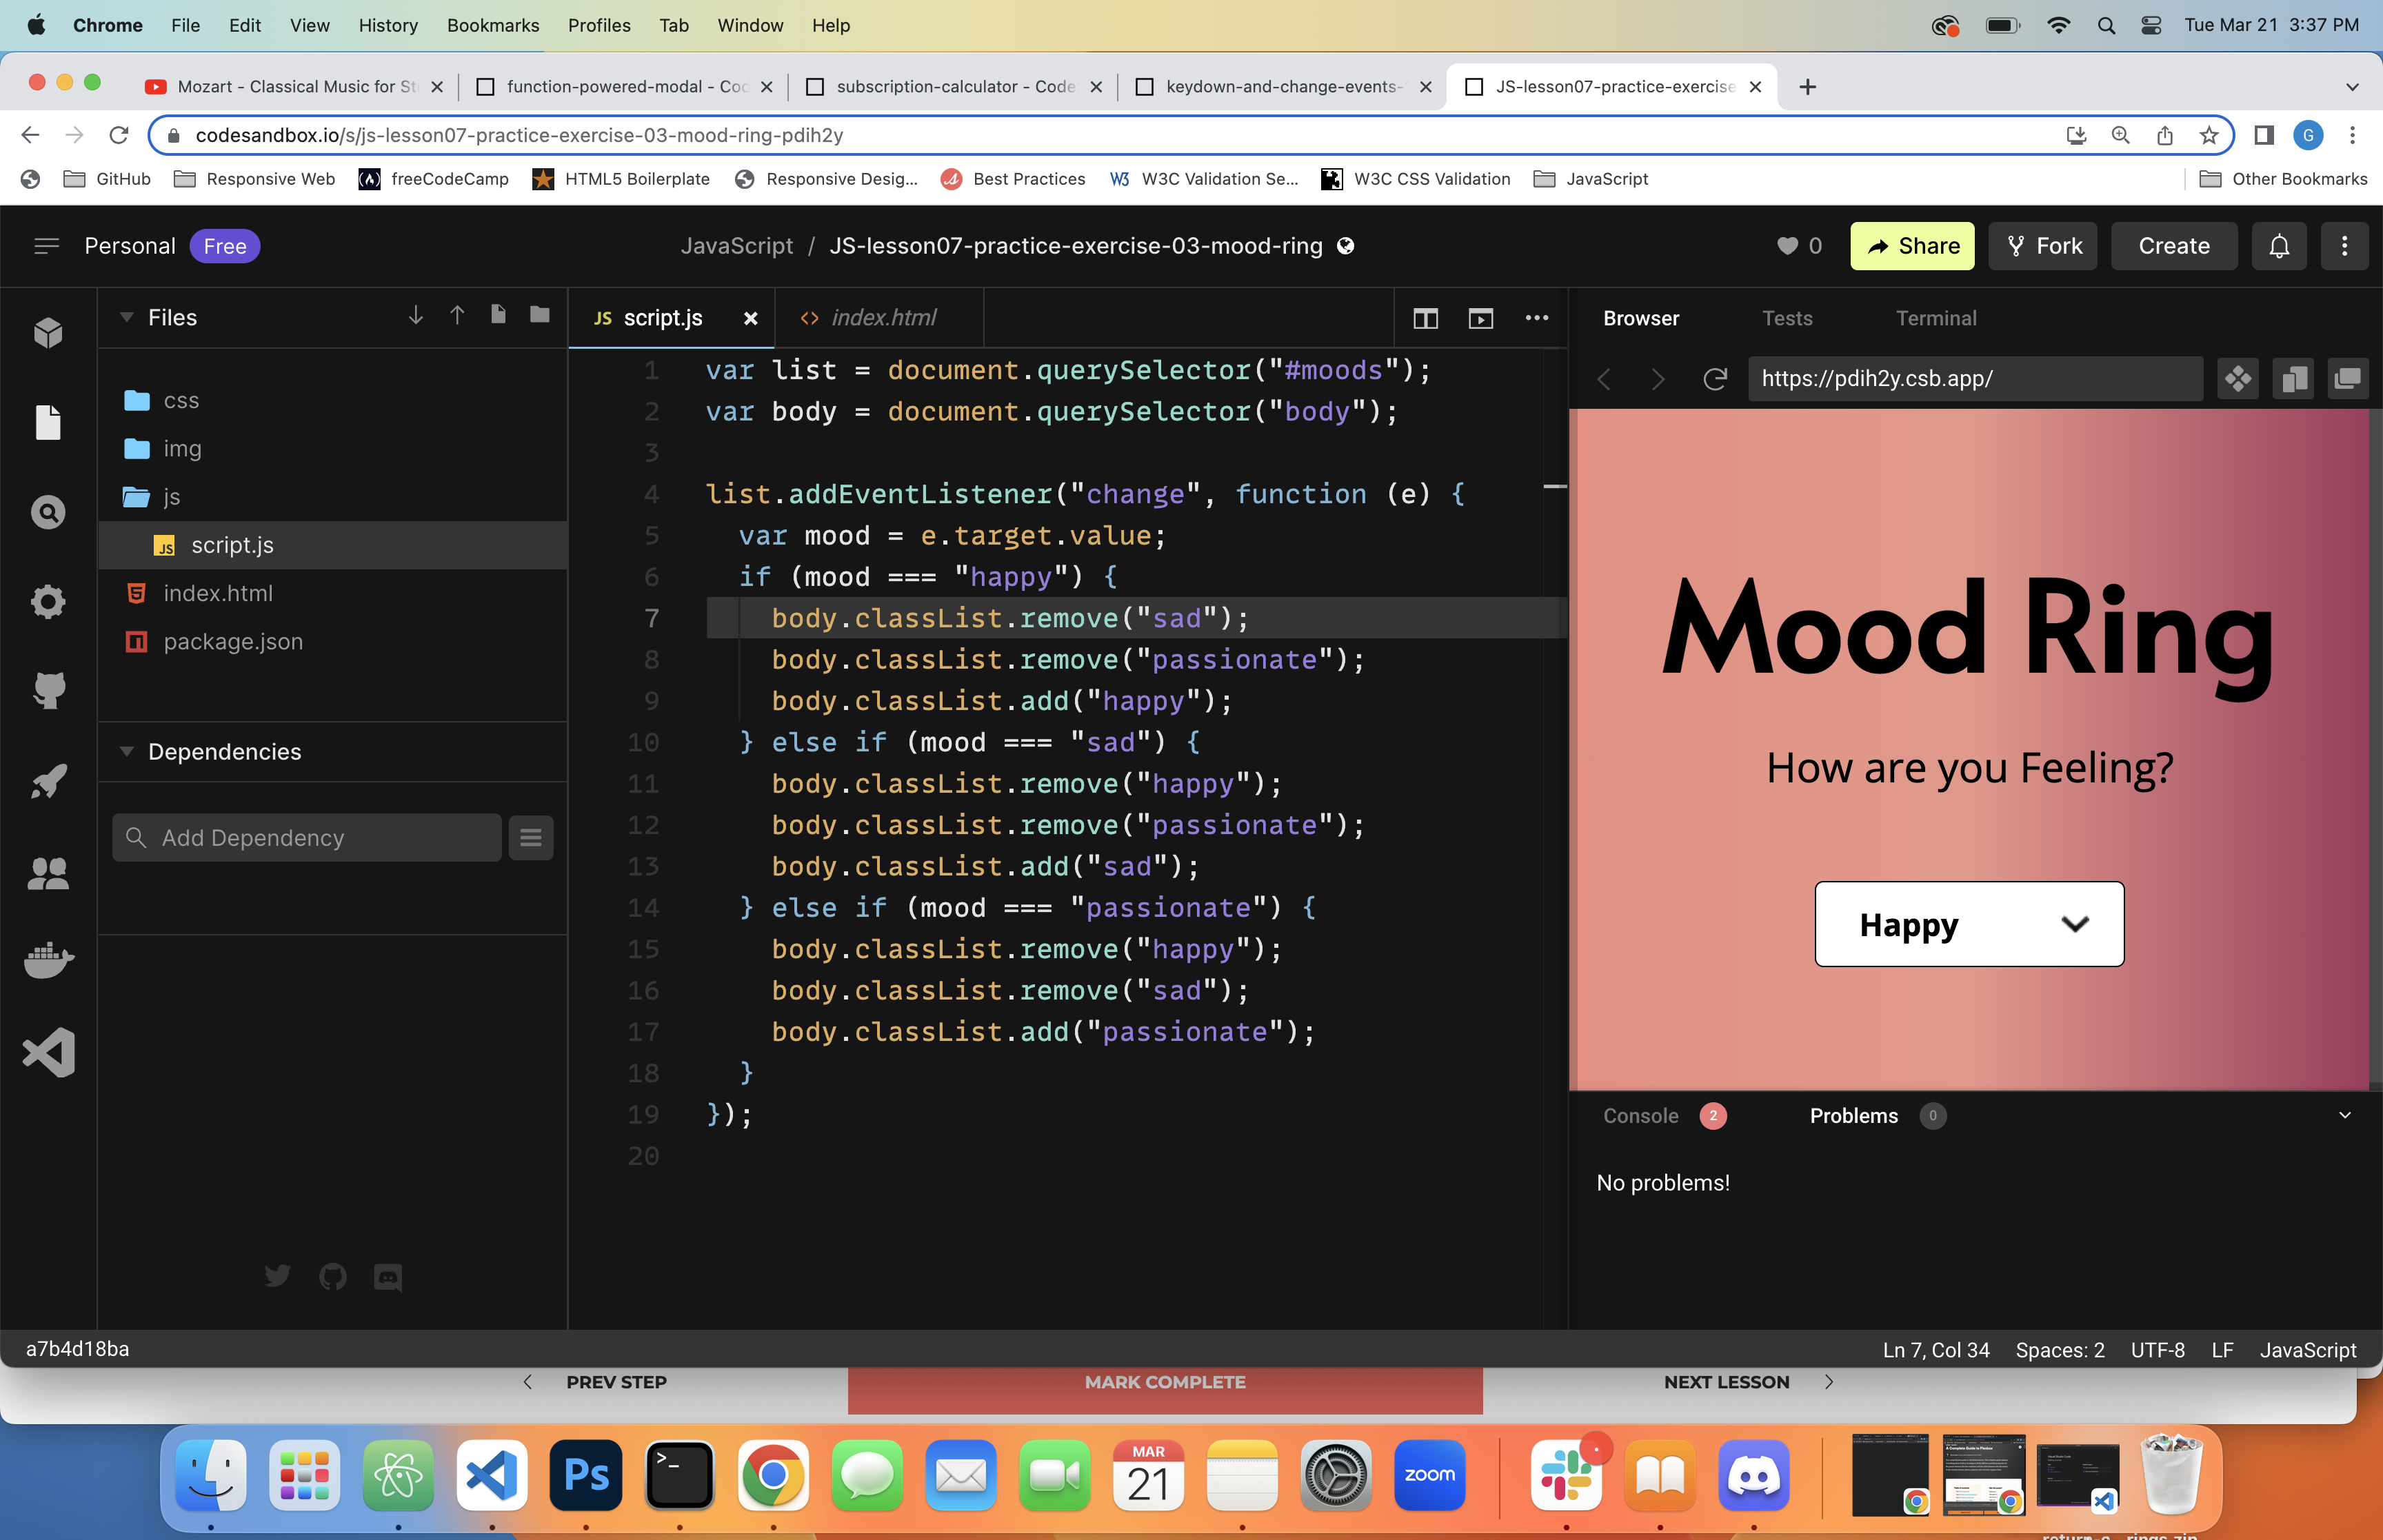 Chrome File Edit View History Bookmarks Profiles Tab Window Help Tue Mar 21 3:37 PM
Mozart - Classical Music for St function-powered-modal - Coc subscription-calculator - Code keydown-and-change-events- JS-lesson07-practice-exercise
codesandbox.io/s/js-lesson07-practice-exercise-03-mood-ring-pdih2y G
GitHub Responsive Web freeCodeCamp HTML5 Boilerplate Responsive Desig... Best Practices W3C Validation Se... W3C CSS Validation JavaScript Other Bookmarks
Personal Free JavaScript / JS-lesson07-practice-exercise-03-mood-ring 0 Share Fork Create
Files
css
img
js
JS script.js
index.html
package.json
Dependencies
Add Dependency
JS script.js index.html
1 var list = document.querySelector("#moods");
2 var body = document.querySelector("body");
3
4 list.addEventListener("change", function (e) {
5 var mood = e.target.value;
6 if (mood === "happy") {
7 body.classList.remove("sad");
8 body.classList.remove("passionate");
9 body.classList.add("happy");
10 } else if (mood === "sad") {
11 body.classList.remove("happy");
12 body.classList.remove("passionate");
13 body.classList.add("sad");
14 } else if (mood === "passionate") {
15 body.classList.remove("happy");
16 body.classList.remove("sad");
17 body.classList.add("passionate");
18 }
19 });
20
Browser Tests Terminal
https://pdih2y.csb.app/
Mood Ring
How are you Feeling?
Happy
Console 2 Problems 0
No problems!
a7b4d18ba Ln 7, Col 34 Spaces: 2 UTF-8 LF JavaScript
PREV STEP MARK COMPLETE NEXT LESSON
Ps
MAR
21
zoom